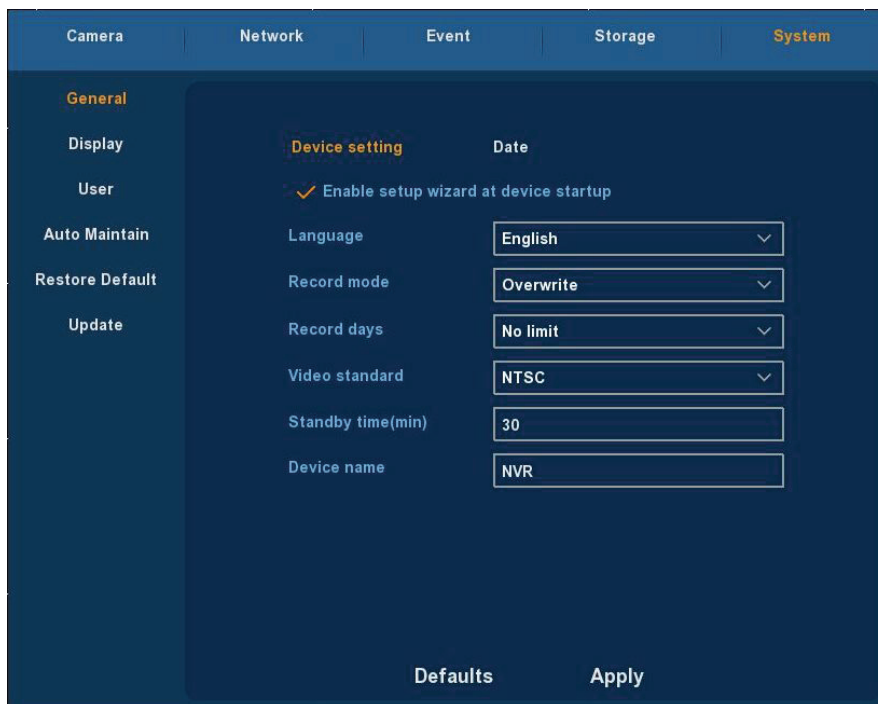 Camera Network Event Storage System
General
Display
User
Auto Maintain
Restore Default
Update
Device setting Date
Enable setup wizard at device startup
Language English
Record mode Overwrite
Record days No limit
Video standard NTSC
Standby time(min) 30
Device name NVR
Defaults Apply